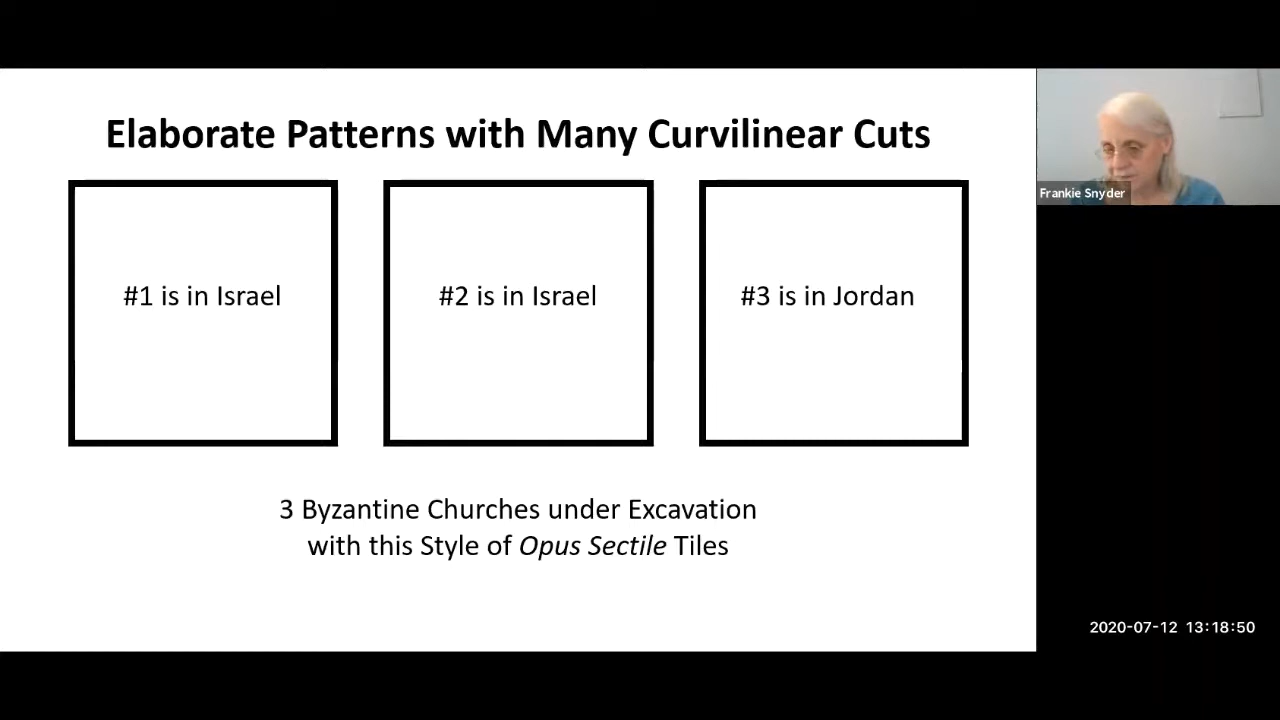 Elaborate Patterns with Many Curvilinear Cuts
#1 is in Israel
#2 is in Israel
#3 is in Jordan
3 Byzantine Churches under Excavation
with this Style of Opus Sectile Tiles
Frankie Snyder
2020-07-12 13:18:50